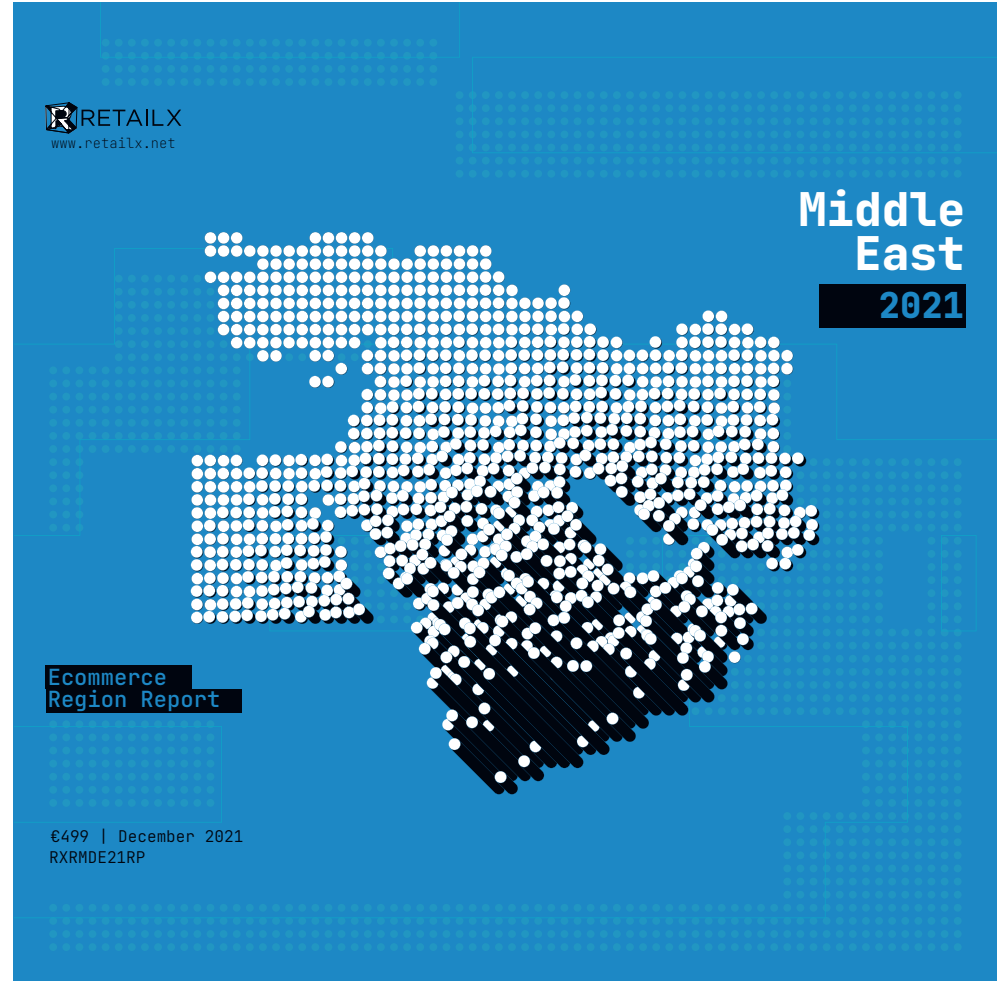 RETAILX
www.retailx.net
Middle
East
2021
Ecommerce
Region Report
€499 | December 2021
RXRMDE21RP